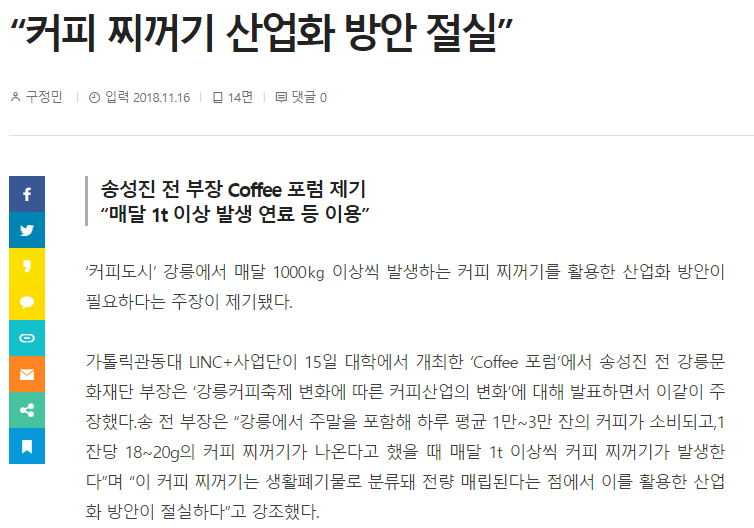 “커피 찌꺼기 산업화 방안 절실”
구정민 입력 2018.11.16 14면 댓글 0
송성진 전 부장 Coffee 포럼 제기
“매달 1t 이상 발생 연료 등 이용”
‘커피도시’ 강릉에서 매달 1000kg 이상씩 발생하는 커피 찌꺼기를 활용한 산업화 방안이
필요하다는 주장이 제기됐다.
가톨릭관동대 LINC+사업단이 15일 대학에서 개최한 ‘Coffee 포럼’에서 송성진 전 강릉문
화재단 부장은 ‘강릉커피축제 변화에 따른 커피산업의 변화’에 대해 발표하면서 이같이 주
장했다.송 전 부장은 “강릉에서 주말을 포함해 하루 평균 1만~3만 잔의 커피가 소비되고,1
잔당 18~20g의 커피 찌꺼기가 나온다고 했을 때 매달 1t 이상씩 커피 찌꺼기가 발생한
다”며 “이 커피 찌꺼기는 생활폐기물로 분류돼 전량 매립된다는 점에서 이를 활용한 산업
화 방안이 절실하다”고 강조했다.